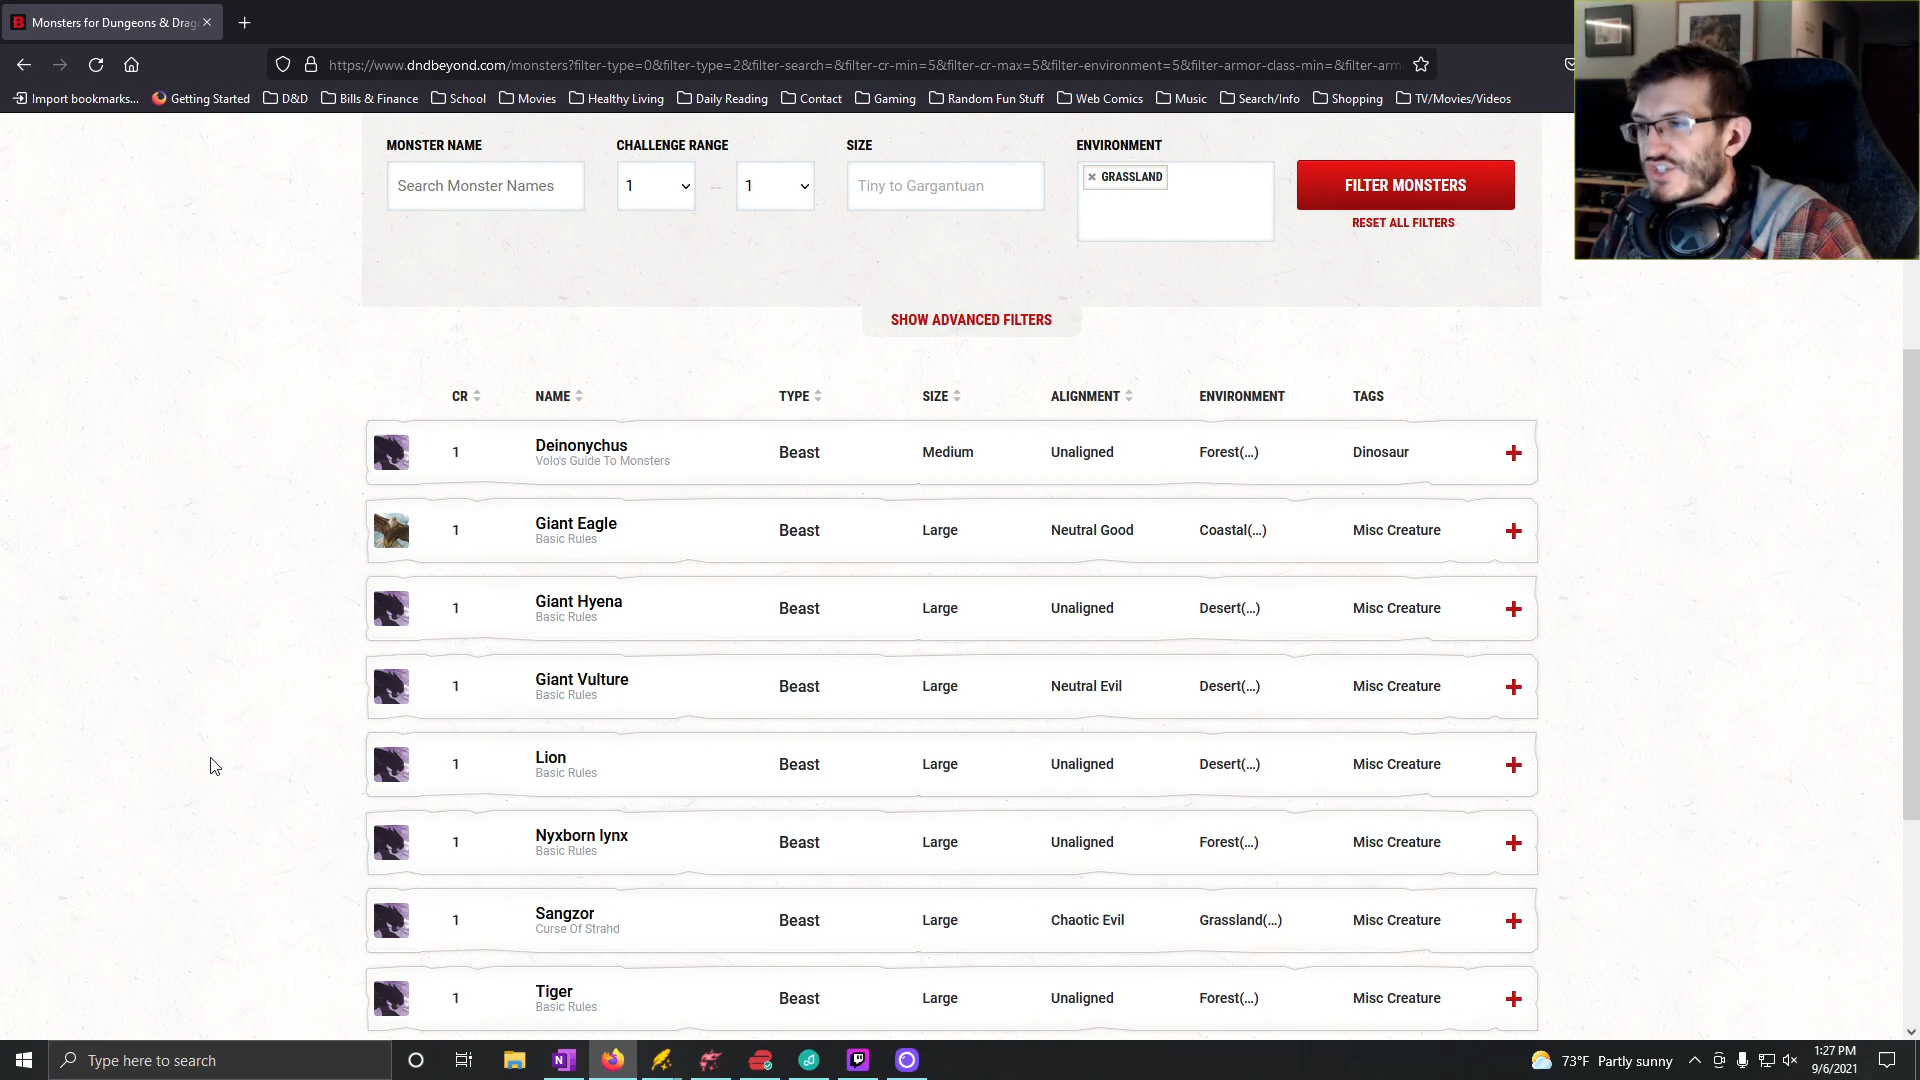 Monsters for Dungeons & Drag
https://www.dndbeyond.com/monsters?filter-type=0&filter-type=2&filter-search=&filter-cr-min=5&filter-cr-max=5&filter-environment=5&filter-armor-class-min=&filter-arm
Import bookmarks... Getting Started D&D Bills & Finance School Movies Healthy Living Daily Reading Contact Gaming Random Fun Stuff Web Comics Music Search/Info Shopping TV/Movies/Videos
MONSTER NAME CHALLENGE RANGE SIZE ENVIRONMENT
Search Monster Names 1 -- 1 Tiny to Gargantuan × GRASSLAND FILTER MONSTERS
RESET ALL FILTERS
SHOW ADVANCED FILTERS
CR NAME TYPE SIZE ALIGNMENT ENVIRONMENT TAGS
1 Deinonychus Beast Medium Unaligned Forest(...) Dinosaur +
Volo's Guide To Monsters
1 Giant Eagle Beast Large Neutral Good Coastal(...) Misc Creature +
Basic Rules
1 Giant Hyena Beast Large Unaligned Desert(...) Misc Creature +
Basic Rules
1 Giant Vulture Beast Large Neutral Evil Desert(...) Misc Creature +
Basic Rules
1 Lion Beast Large Unaligned Desert(...) Misc Creature +
Basic Rules
1 Nyxborn lynx Beast Large Unaligned Forest(...) Misc Creature +
Basic Rules
1 Sangzor Beast Large Chaotic Evil Grassland(...) Misc Creature +
Curse Of Strahd
1 Tiger Beast Large Unaligned Forest(...) Misc Creature +
Basic Rules
Type here to search 73°F Partly sunny 1:27 PM
9/6/2021